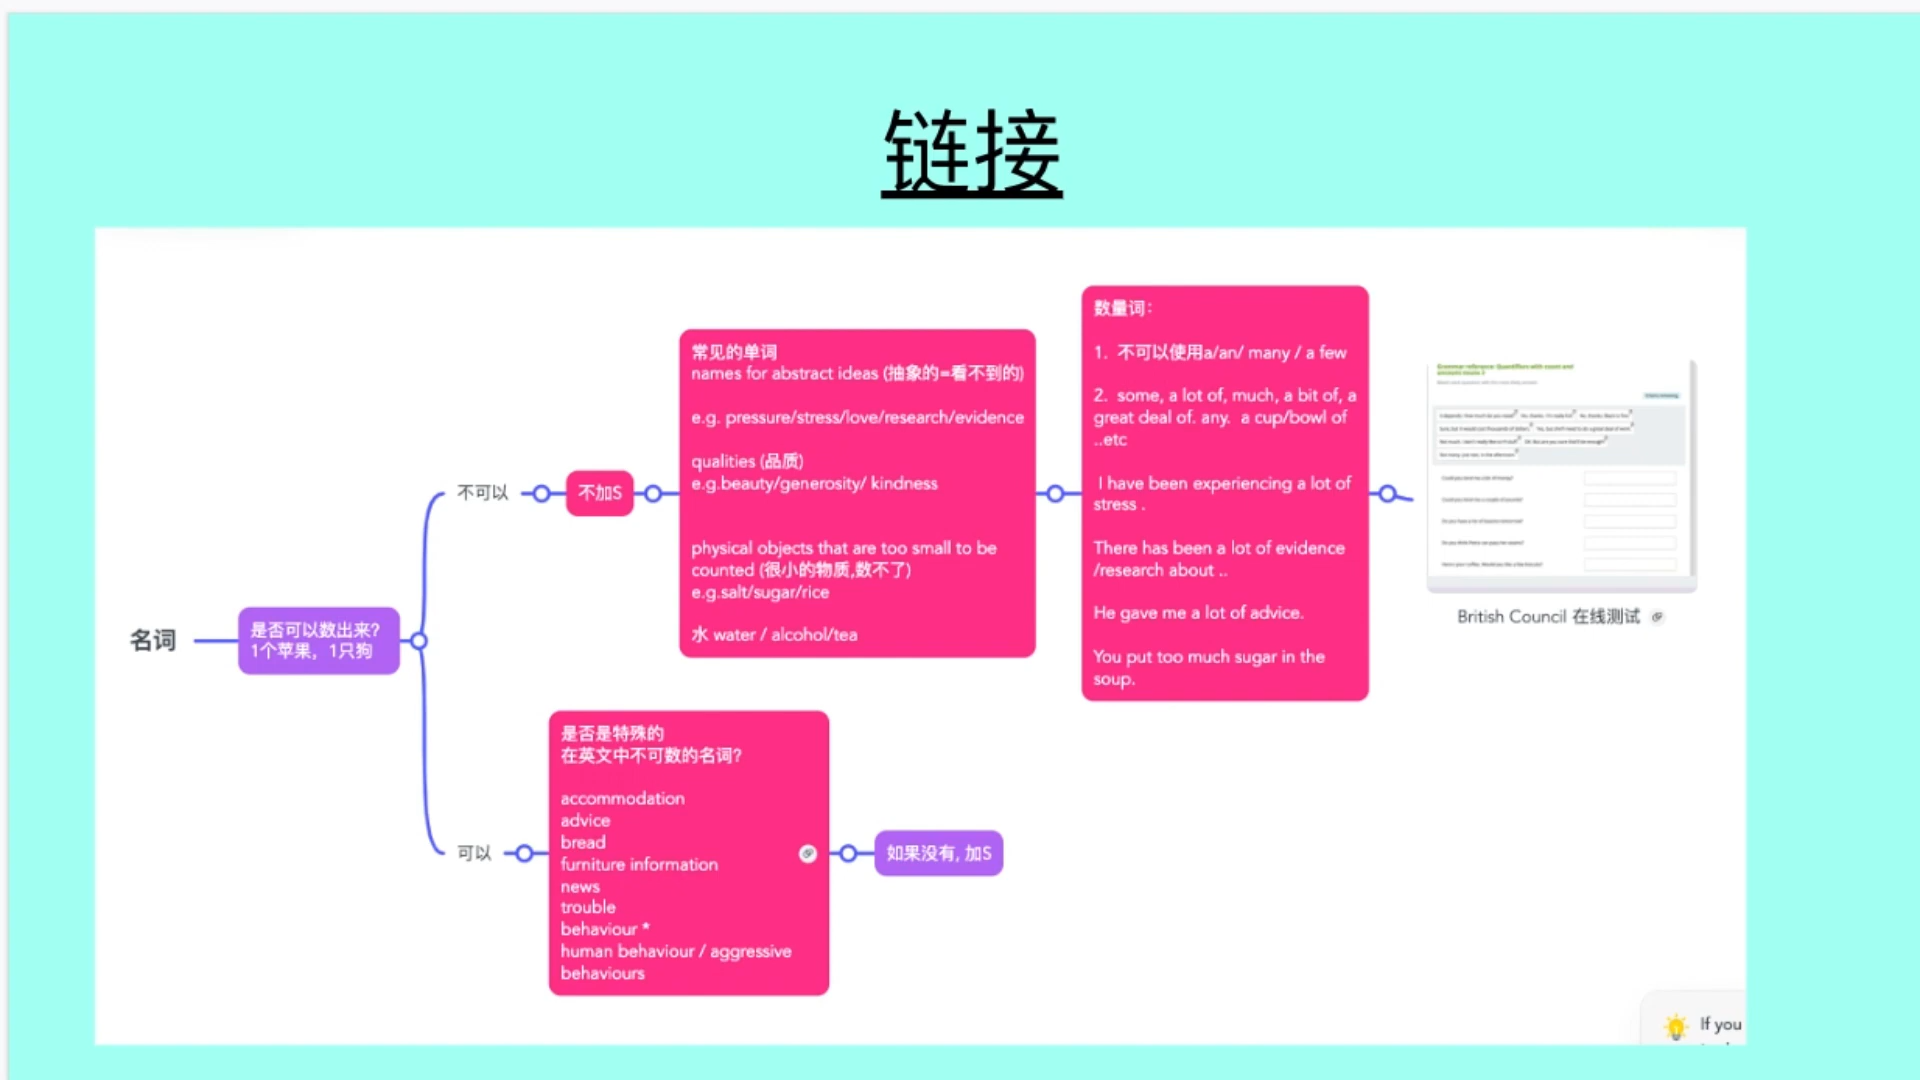 链接
名词
是否可以数出来?
1个苹果，1只狗
不可以
不加S
常见的单词
names for abstract ideas (抽象的=看不到的)
e.g. pressure/stress/love/research/evidence
qualities (品质)
e.g.beauty/generosity/ kindness
physical objects that are too small to be
counted (很小的物质,数不了)
e.g.salt/sugar/rice
水 water / alcohol/tea
数量词：
1. 不可以使用a/an/ many / a few
2. some, a lot of, much, a bit of, a
great deal of. any. a cup/bowl of
..etc
I have been experiencing a lot of
stress .
There has been a lot of evidence
/research about ..
He gave me a lot of advice.
You put too much sugar in the
soup.
British Council 在线测试
可以
是否是特殊的
在英文中不可数的名词?
accommodation
advice
bread
furniture information
news
trouble
behaviour *
human behaviour / aggressive
behaviours
如果没有, 加S
If you